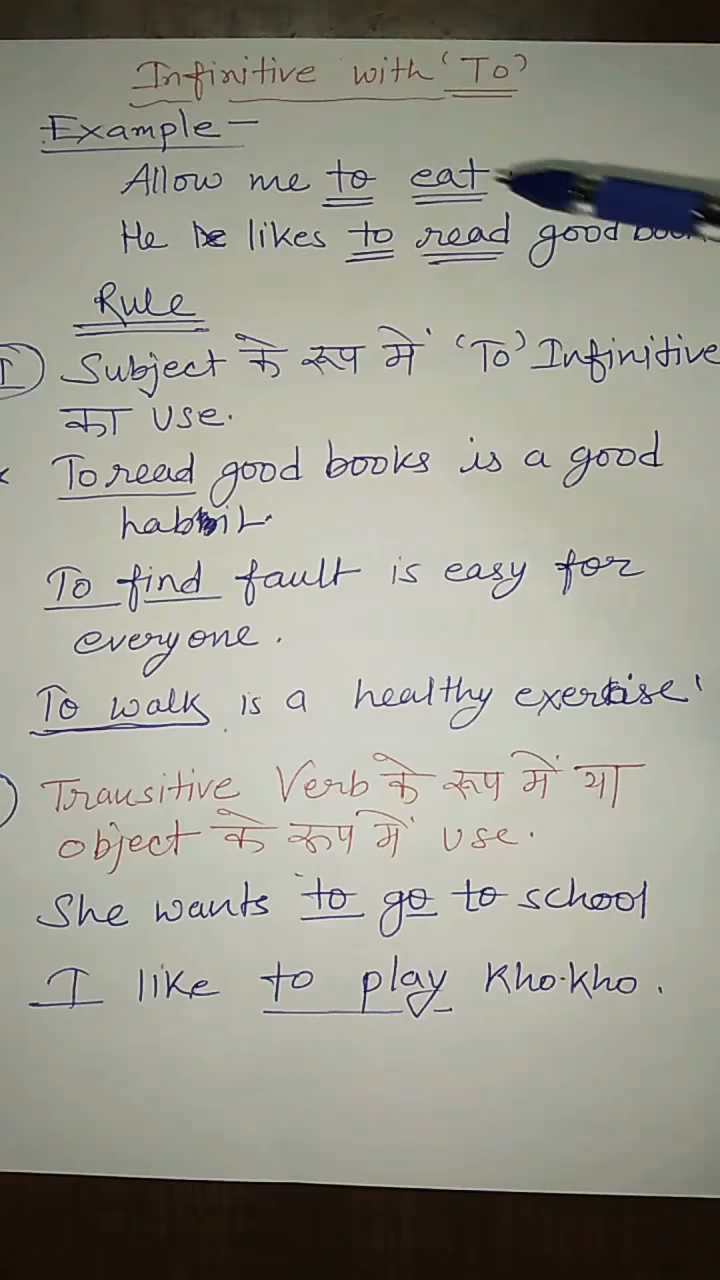 Infinitive with 'To'
Example -
Allow me to eat
He likes to read good
Rule
I) Subject के रूप में 'To' Infinitive
का use.
To read good books is a good
habit.
To find fault is easy for
everyone.
To walk is a healthy exercise'
Transitive Verb के रूप में या
object के रूप में use.
She wants to go to school
I like to play Kho-Kho.